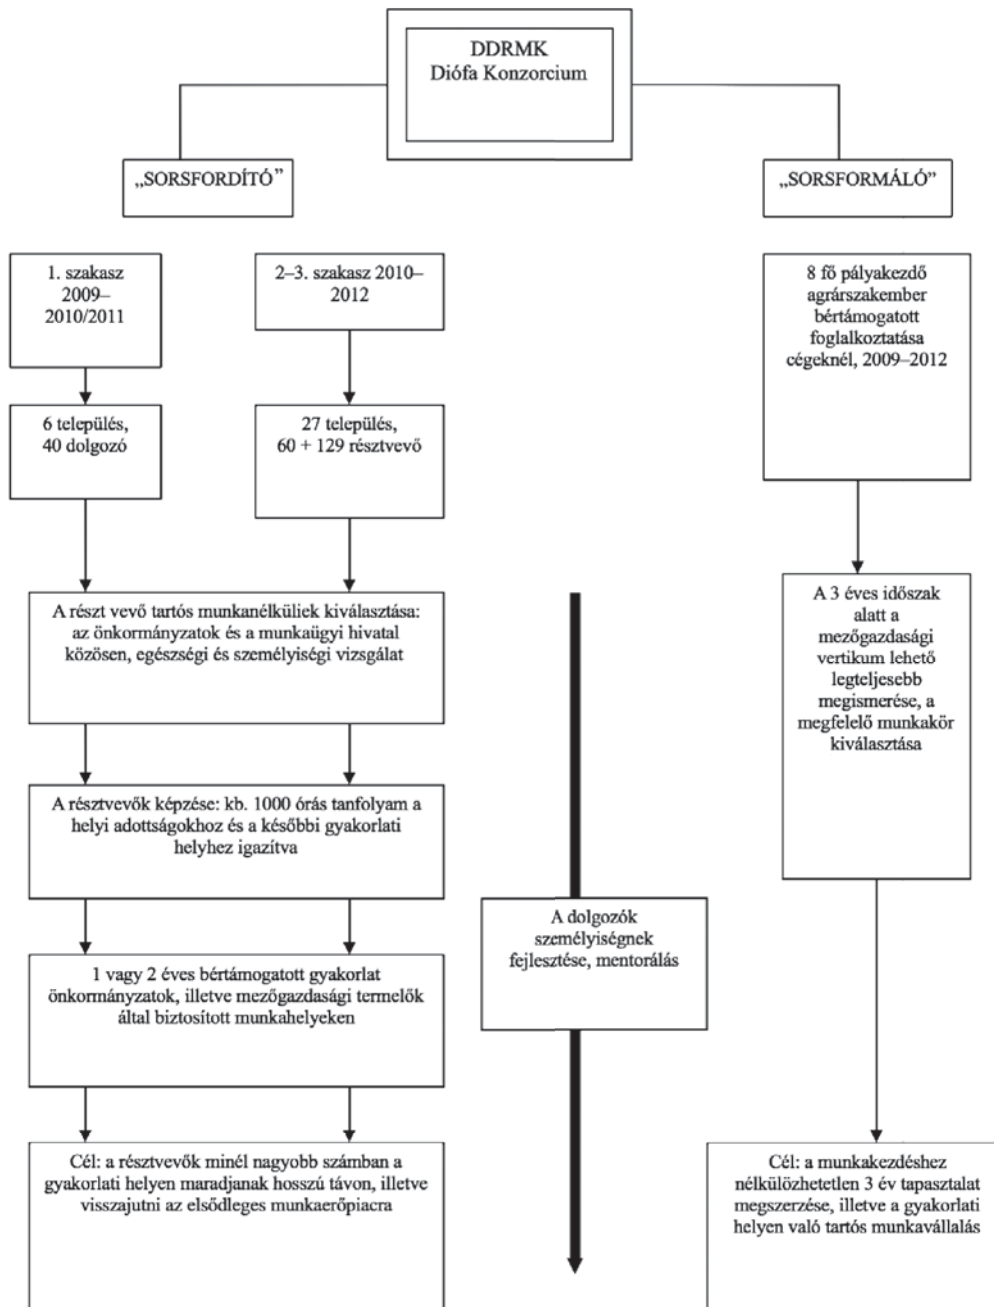 DDRMK
Diófa Konzorcium
„SORSFORDÍTÓ”
„SORSFORMÁLÓ”
1. szakasz
2009–
2010/2011
2–3. szakasz 2010–
2012
8 fő pályakezdő
agrárszakember
bértámogatott
foglalkoztatása
cégeknél, 2009–2012
6 település,
40 dolgozó
27 település,
60 + 129 résztvevő
A részt vevő tartós munkanélküliek kiválasztása:
az önkormányzatok és a munkaügyi hivatal
közösen, egészségi és személyiségi vizsgálat
A 3 éves időszak
alatt a
mezőgazdasági
vertikum lehető
legteljesebb
megismerése, a
megfelelő munkakör
kiválasztása
A résztvevők képzése: kb. 1000 órás tanfolyam a
helyi adottságokhoz és a későbbi gyakorlati
helyhez igazítva
A dolgozók
személyiségnek
fejlesztése, mentorálás
1 vagy 2 éves bértámogatott gyakorlat
önkormányzatok, illetve mezőgazdasági termelők
által biztosított munkahelyeken
Cél: a résztvevők minél nagyobb számban a
gyakorlati helyen maradjanak hosszú távon, illetve
visszajutni az elsődleges munkaerőpiacra
Cél: a munkakezdéshez
nélkülözhetetlen 3 év tapasztalat
megszerzése, illetve a gyakorlati
helyen való tartós munkavállalás